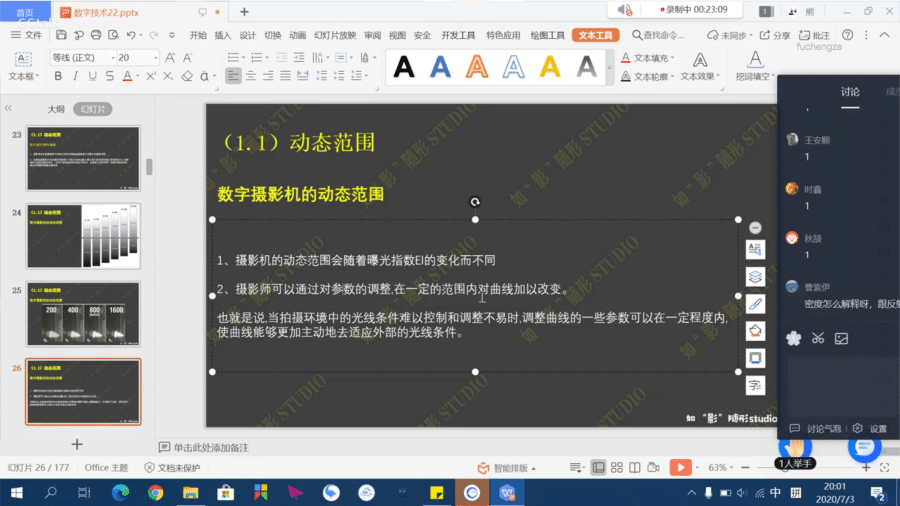 首页
数字技术22.pptx
录制中 00:23:09
1
熊
文件
开始
插入
设计
切换
动画
幻灯片放映
审阅
视图
安全
开发工具
特色应用
绘图工具
文本工具
查找命令...
未同步
分享
批注
fuchengze
文本框
等线 (正文)
20
B I U S A
A A A A A A
文本填充
文本轮廓
文本效果
挖词填空
大纲
幻灯片
23
24
25
26
200 400 800 1600
（1.1）动态范围
数字摄影机的动态范围
1、摄影机的动态范围会随着曝光指数EI的变化而不同
2、摄影师可以通过对参数的调整,在一定的范围内对曲线加以改变。
也就是说,当拍摄环境中的光线条件难以控制和调整不易时,调整曲线的一些参数可以在一定程度内,
使曲线能够更加主动地去适应外部的光线条件。
如“影”随形STUDIO
如“影”随形studio
讨论
王安顺
1
时鑫
1
秋颉
1
曹紫伊
密度怎么解释呀，跟反
讨论气泡
设置
1人举手
单击此处添加备注
幻灯片 26 / 177
Office 主题
文档未保护
智能排版
63%
中
20:01
2020/7/3
2